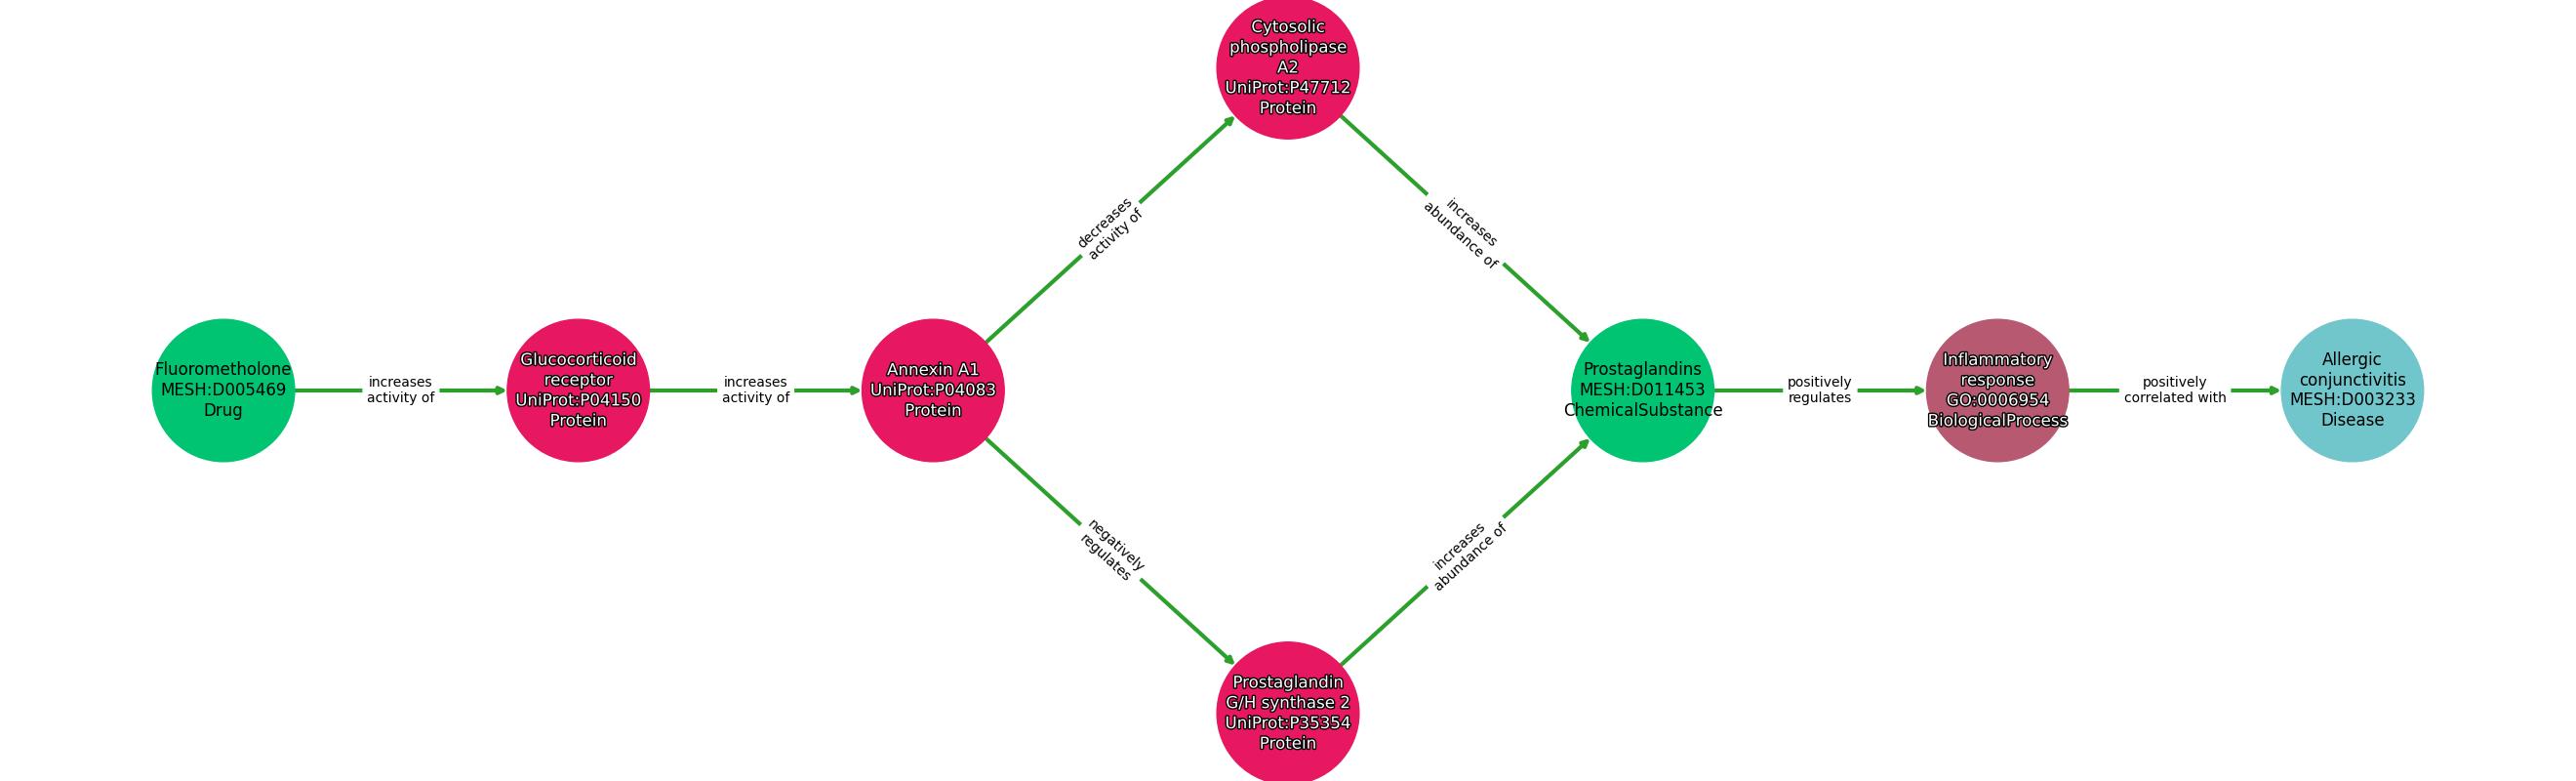 Fluorometholone
MESH:D005469
Drug
increases
activity of
Glucocorticoid
receptor
UniProt:P04150
Protein
increases
activity of
Annexin A1
UniProt:P04083
Protein
decreases
activity of
negatively
regulates
Cytosolic
phospholipase
A2
UniProt:P47712
Protein
Prostaglandin
G/H synthase 2
UniProt:P35354
Protein
increases
abundance of
increases
abundance of
Prostaglandins
MESH:D011453
ChemicalSubstance
positively
regulates
Inflammatory
response
GO:0006954
BiologicalProcess
positively
correlated with
Allergic
conjunctivitis
MESH:D003233
Disease